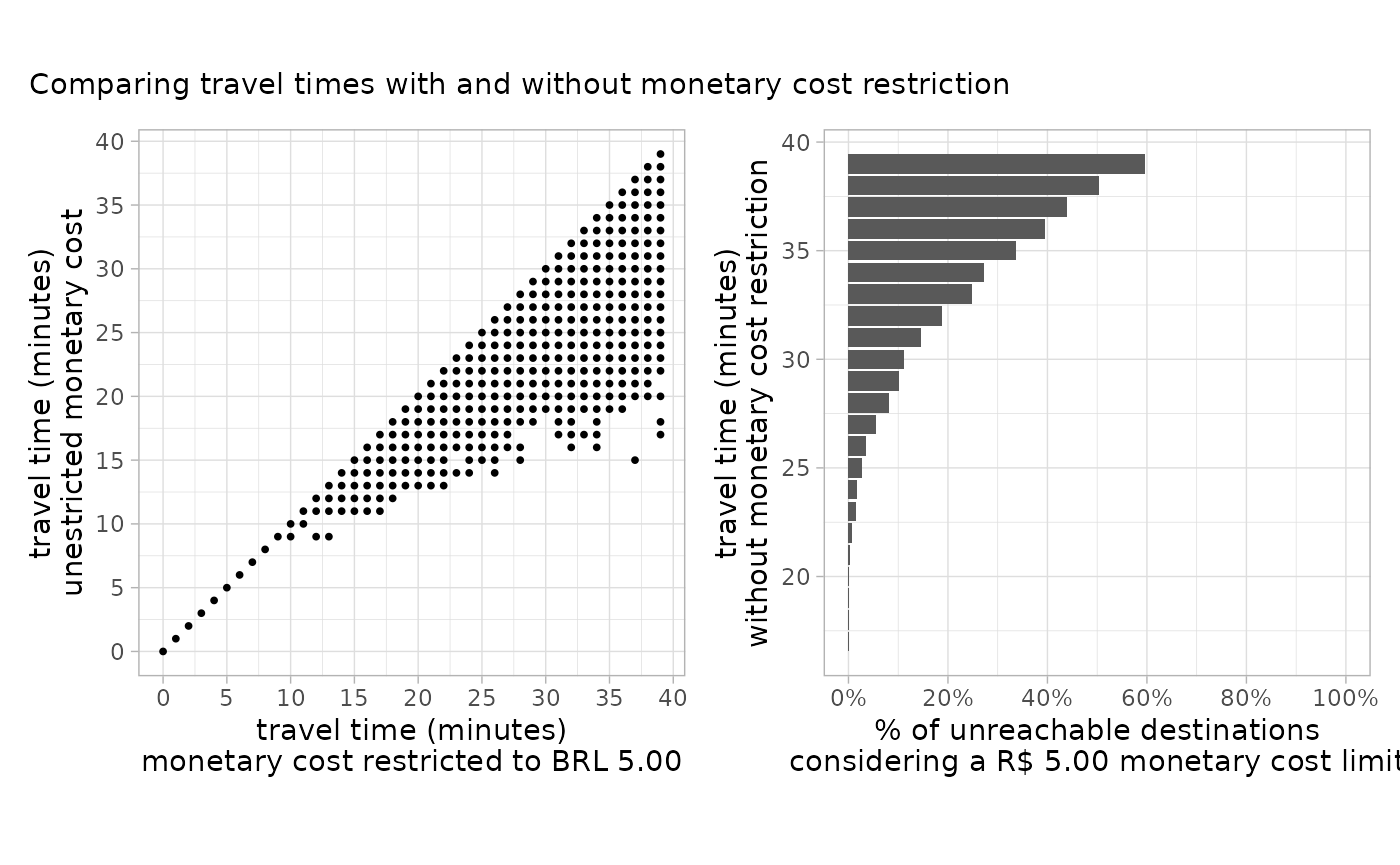 Comparing travel times with and without monetary cost restriction
travel time (minutes)
unestricted monetary cost
40
35
30
25
20
15
10
5
0
0 5 10 15 20 25 30 35 40
travel time (minutes)
monetary cost restricted to BRL 5.00
travel time (minutes)
without monetary cost restriction
40
35
30
25
20
0% 20% 40% 60% 80% 100%
% of unreachable destinations
considering a R$ 5.00 monetary cost limit